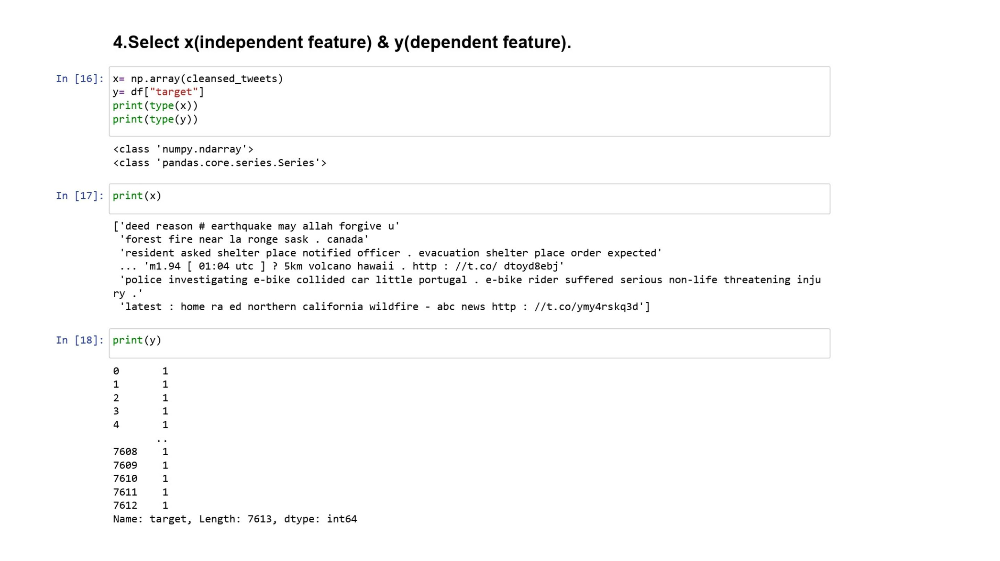 4.Select x(independent feature) & y(dependent feature).
In [16]: x= np.array(cleansed_tweets)
y= df["target"]
print(type(x))
print(type(y))
<class 'numpy.ndarray'>
<class 'pandas.core.series.Series'>
In [17]: print(x)
['deed reason # earthquake may allah forgive u'
'forest fire near la ronge sask . canada'
'resident asked shelter place notified officer . evacuation shelter place order expected'
... 'm1.94 [ 01:04 utc ] ? 5km volcano hawaii . http : //t.co/ dtoyd8ebj'
'police investigating e-bike collided car little portugal . e-bike rider suffered serious non-life threatening inju
ry .'
'latest : home ra ed northern california wildfire - abc news http : //t.co/ymy4rskq3d']
In [18]: print(y)
0 1
1 1
2 1
3 1
4 1
..
7608 1
7609 1
7610 1
7611 1
7612 1
Name: target, Length: 7613, dtype: int64